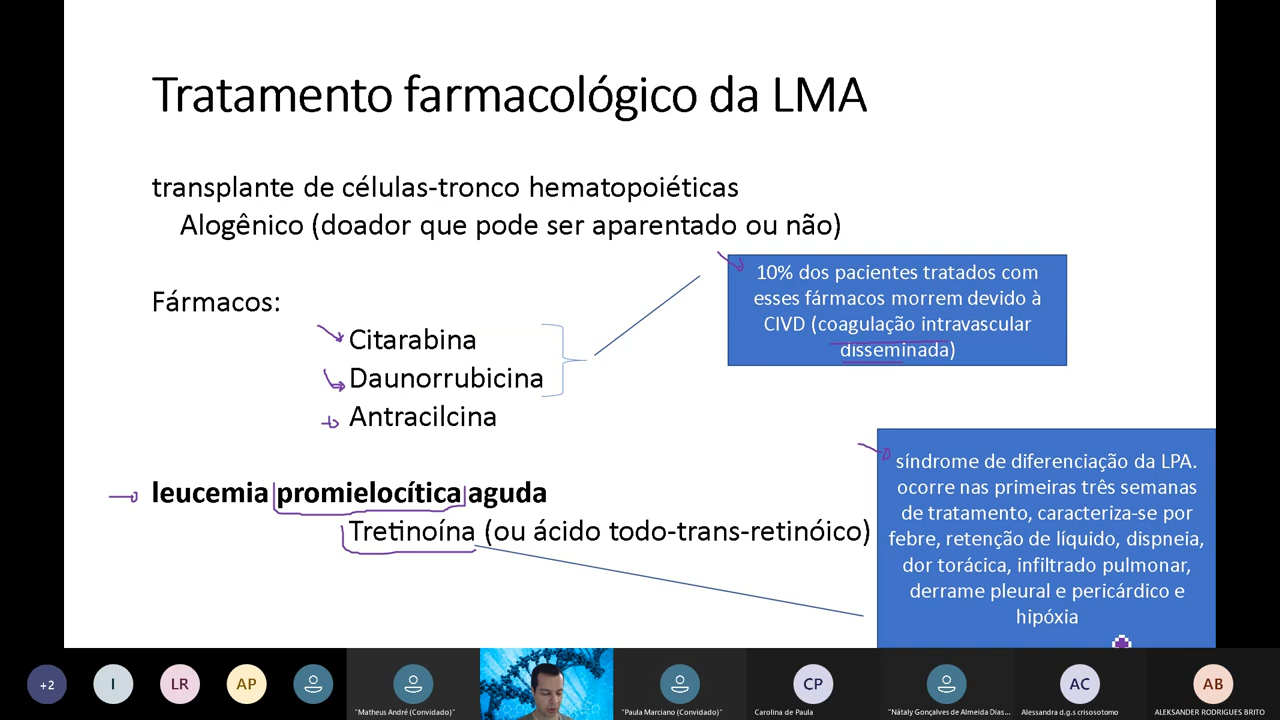 Tratamento farmacológico da LMA
transplante de células-tronco hematopoiéticas
Alogênico (doador que pode ser aparentado ou não)
10% dos pacientes tratados com
esses fármacos morrem devido à
CIVD (coagulação intravascular
disseminada)
Fármacos:
Citarabina
Daunorrubicina
Antracilcina
leucemia promielocítica aguda
Tretinoína (ou ácido todo-trans-retinóico)
síndrome de diferenciação da LPA.
ocorre nas primeiras três semanas
de tratamento, caracteriza-se por
febre, retenção de líquido, dispneia,
dor torácica, infiltrado pulmonar,
derrame pleural e pericárdico e
hipóxia
+2
I
LR
AP
"Matheus André (Convidado)"
"Paula Marciano (Convidado)"
CP
Carolina de Paula
"Nátaly Gonçalves de Almeida Dias...
AC
Alessandra d.g.s crisosotomo
AB
ALEKSANDER RODRIGUES BRITO